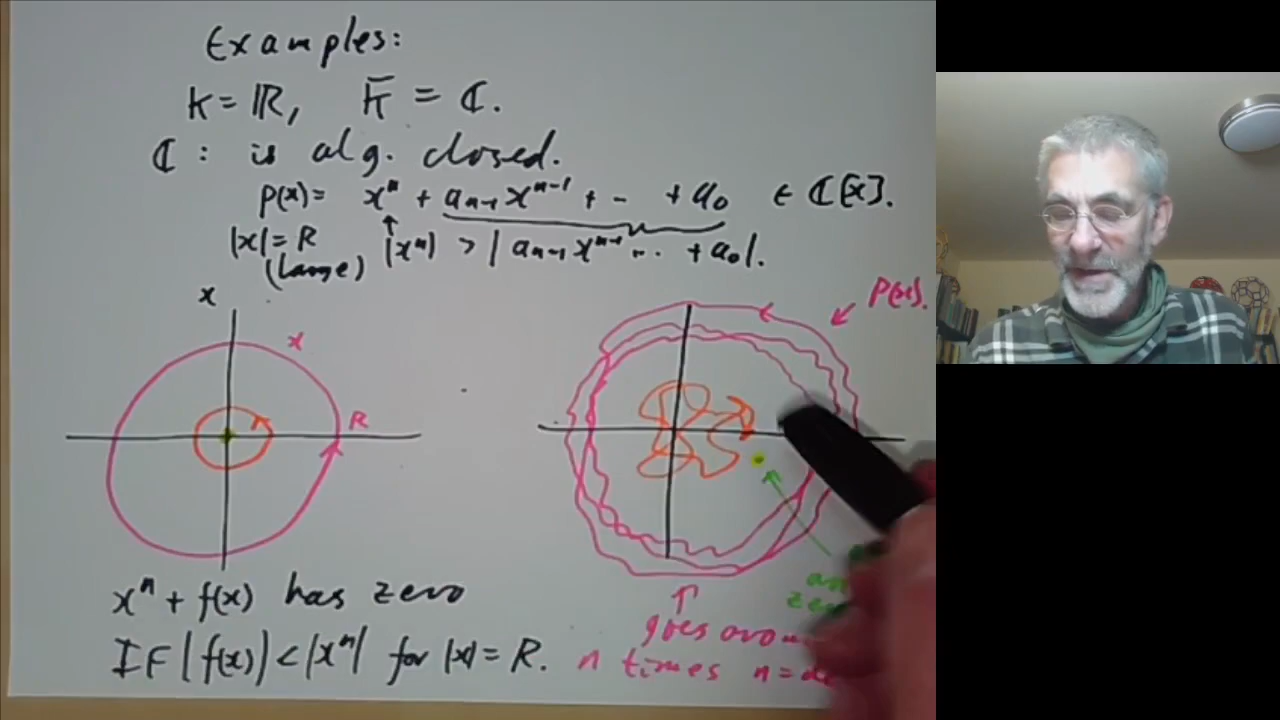 Examples:
K = ℝ, K̄ = ℂ.
ℂ : is alg. closed.
p(x) = xⁿ + aₙ₋₁xⁿ⁻¹ + - + a₀ ∈ ℂ[x].
|x| = R |xⁿ| > |aₙ₋₁xⁿ⁻¹ ... + a₀|.
(large)
x
x
R
P(x).
xⁿ + f(x) has zero
IF |f(x)| < |xⁿ| for |x| = R.
goes
n times n =